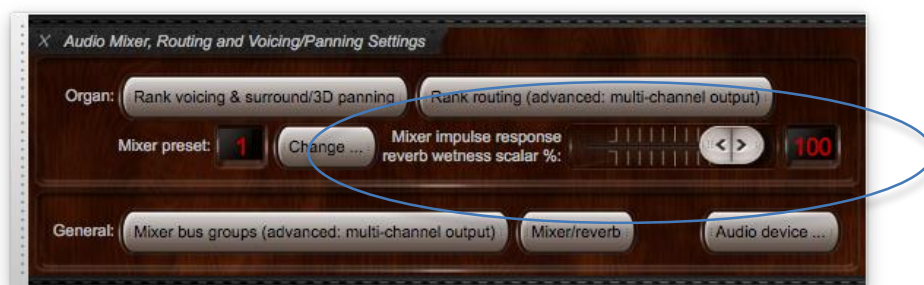 X Audio Mixer, Routing and Voicing/Panning Settings
Organ: Rank voicing & surround/3D panning Rank routing (advanced: multi-channel output)
Mixer preset: 1 Change ... Mixer impulse response
reverb wetness scalar %: < > 100
General: Mixer bus groups (advanced: multi-channel output) Mixer/reverb Audio device ...